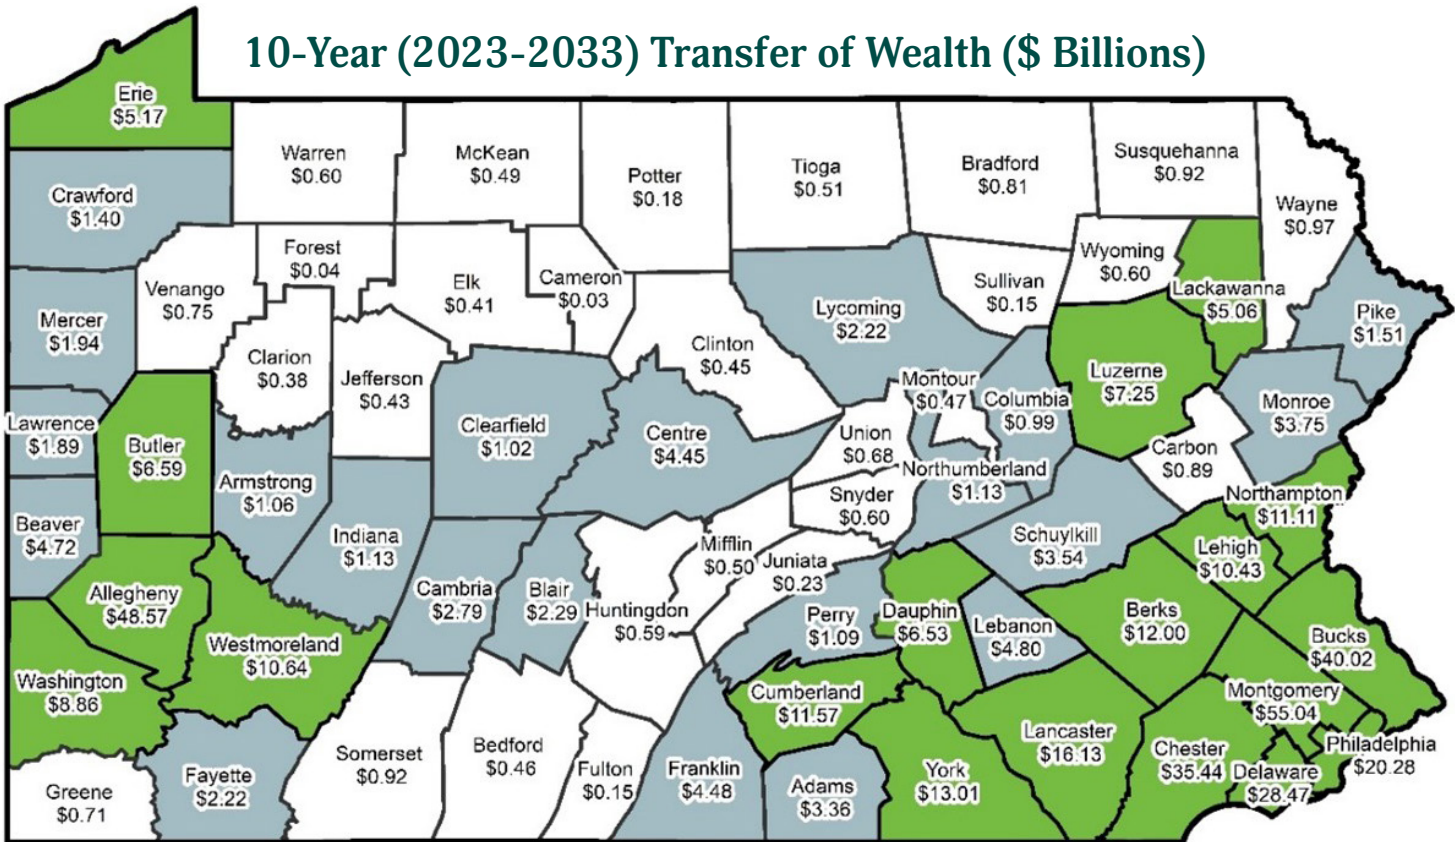 10-Year (2023-2033) Transfer of Wealth ($ Billions)
Erie
$5.17
Warren
$0.60
McKean
$0.49
Potter
$0.18
Tioga
$0.51
Bradford
$0.81
Susquehanna
$0.92
Wayne
$0.97
Crawford
$1.40
Forest
$0.04
Venango
$0.75
Elk
$0.41
Cameron
$0.03
Sullivan
$0.15
Wyoming
$0.60
Lackawanna
$5.06
Mercer
$1.94
Clarion
$0.38
Jefferson
$0.43
Clinton
$0.45
Lycoming
$2.22
Pike
$1.51
Montour
$0.47
Columbia
$0.99
Luzerne
$7.25
Monroe
$3.75
Lawrence
$1.89
Butler
$6.59
Clearfield
$1.02
Centre
$4.45
Union
$0.68
Carbon
$0.89
Armstrong
$1.06
Northumberland
$1.13
Snyder
$0.60
Northampton
$11.11
Beaver
$4.72
Indiana
$1.13
Mifflin
$0.50
Juniata
$0.23
Schuylkill
$3.54
Lehigh
$10.43
Allegheny
$48.57
Cambria
$2.79
Blair
$2.29
Huntingdon
$0.59
Perry
$1.09
Dauphin
$6.53
Lebanon
$4.80
Berks
$12.00
Bucks
$40.02
Westmoreland
$10.64
Washington
$8.86
Cumberland
$11.57
Montgomery
$55.04
Lancaster
$16.13
Chester
$35.44
Philadelphia
$20.28
Delaware
$28.47
Greene
$0.71
Fayette
$2.22
Somerset
$0.92
Bedford
$0.46
Fulton
$0.15
Franklin
$4.48
Adams
$3.36
York
$13.01